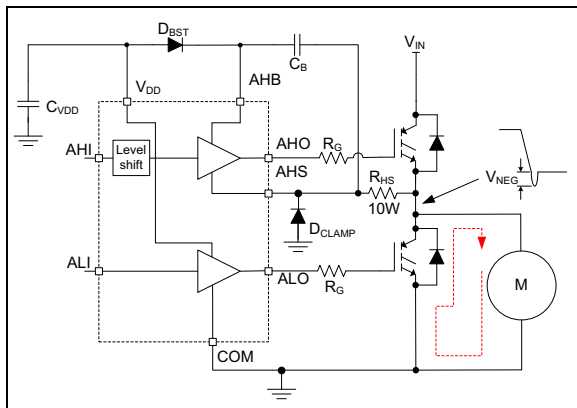 DBST
CB
VIN
VDD
AHB
CVDD
AHI
Level
shift
AHO
RG
AHS
RHS
10W
VNEG
DCLAMP
ALI
ALO
RG
M
COM